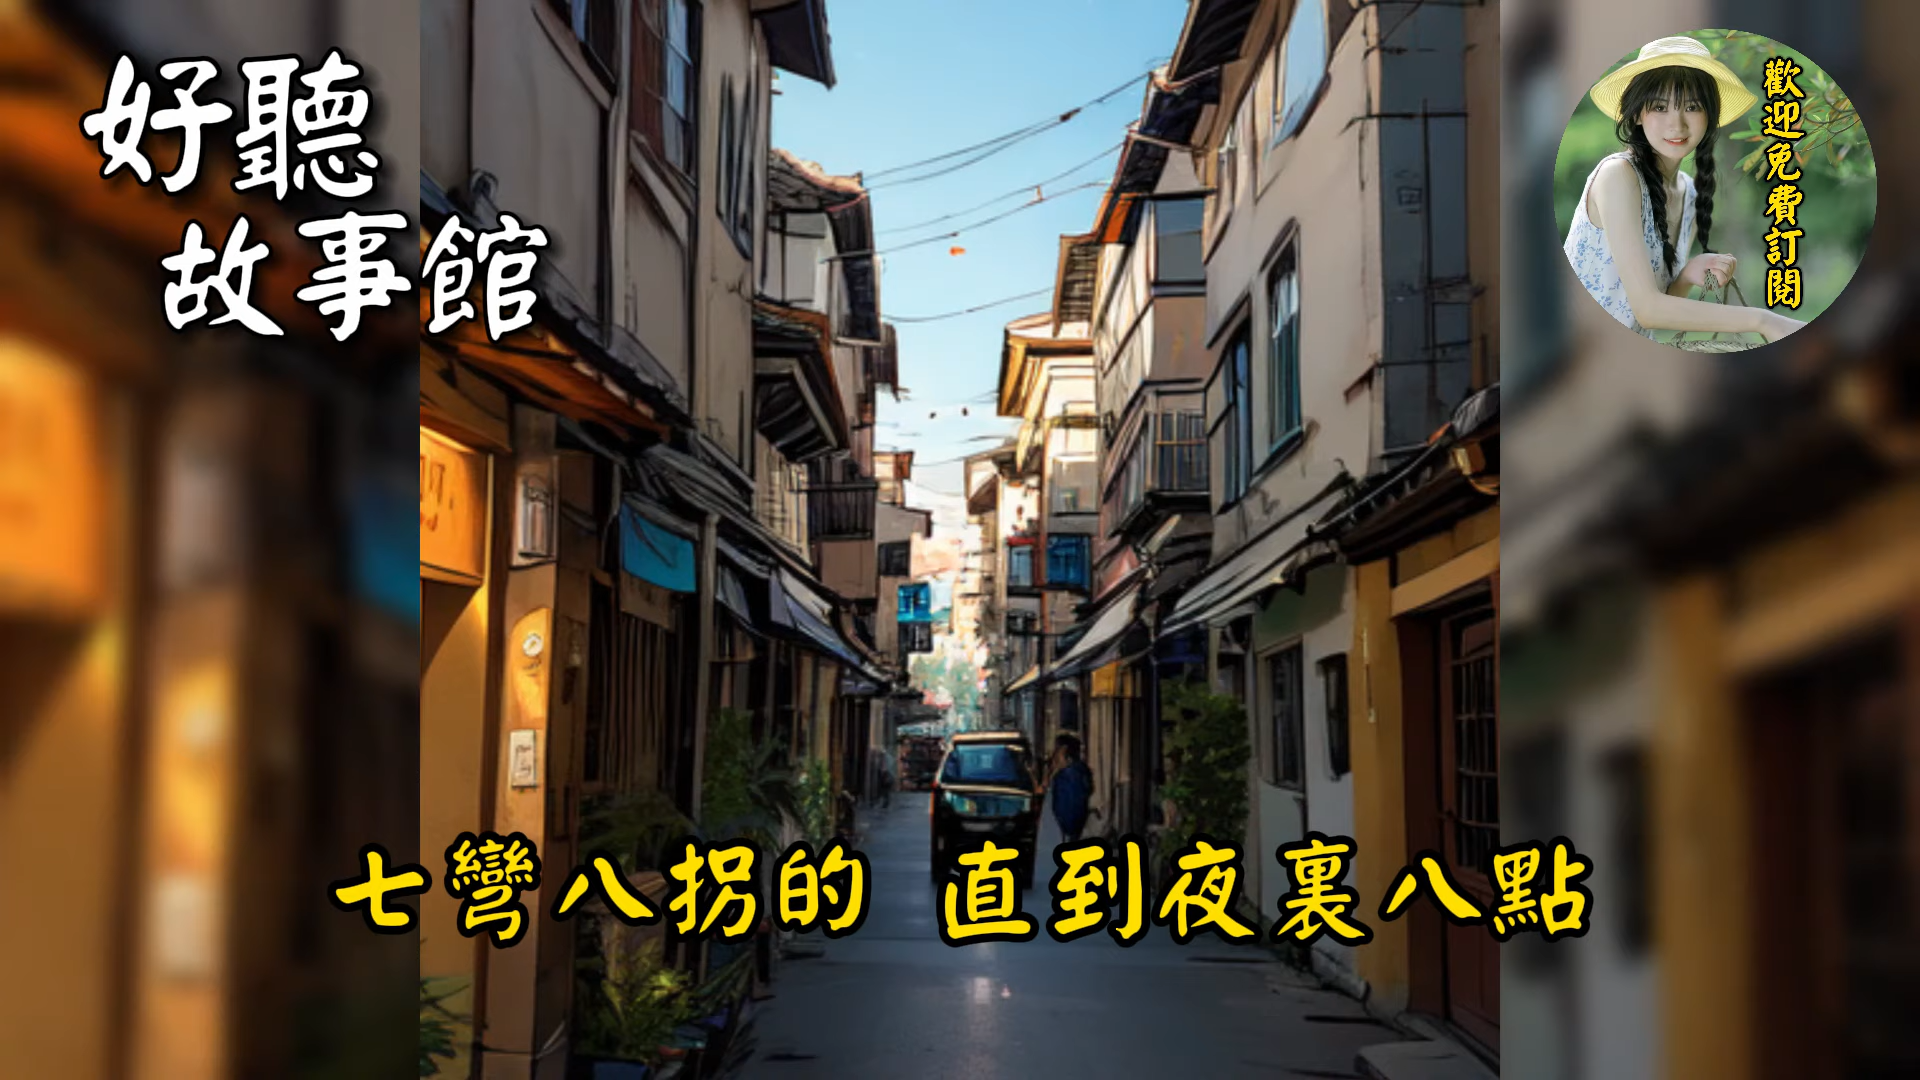 好聽
故事館
歡迎免費訂閱
七彎八拐的 直到夜裏八點